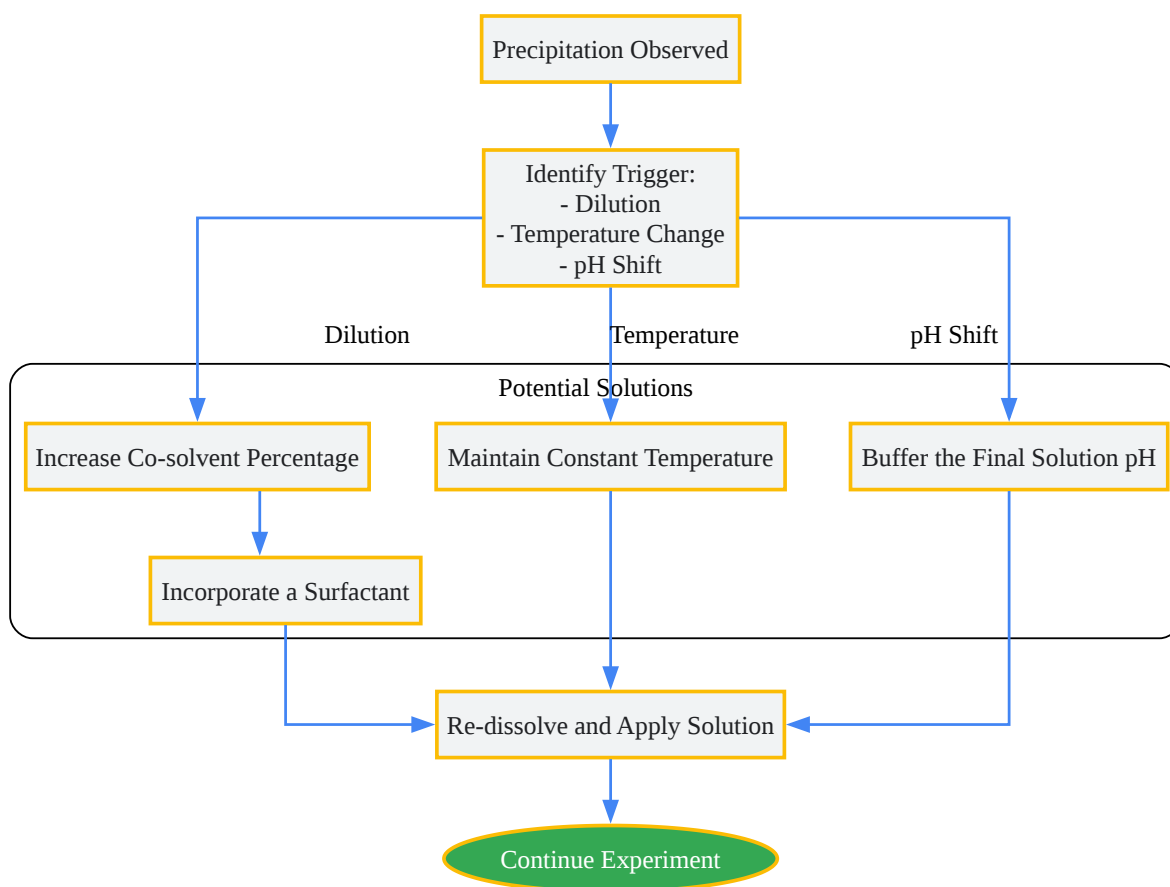 Precipitation Observed
Identify Trigger:
- Dilution
- Temperature Change
- pH Shift
Dilution
Temperature
pH Shift
Potential Solutions
Increase Co-solvent Percentage
Maintain Constant Temperature
Buffer the Final Solution pH
Incorporate a Surfactant
Re-dissolve and Apply Solution
Continue Experiment